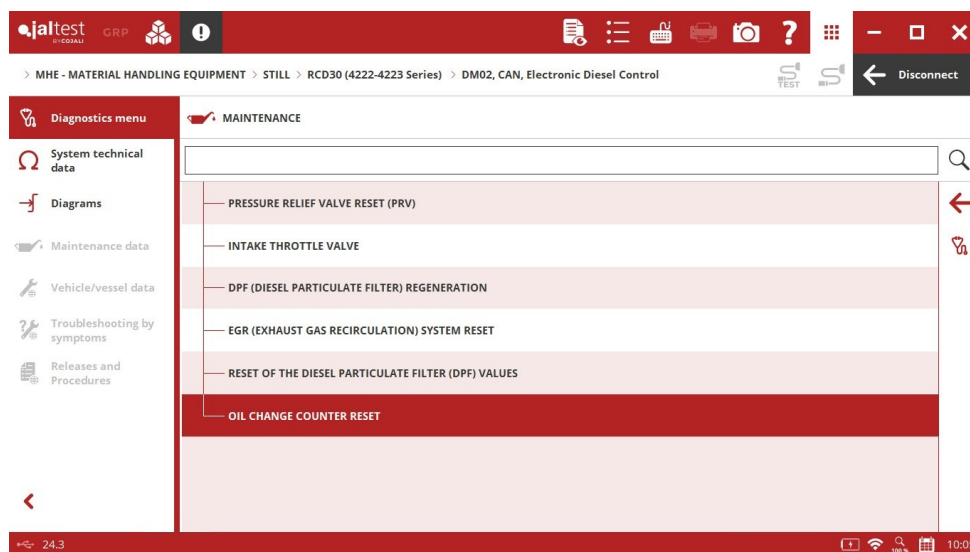 jaltest GRP
BY COJALI
> MHE - MATERIAL HANDLING EQUIPMENT > STILL > RCD30 (4222-4223 Series) > DM02, CAN, Electronic Diesel Control
TEST
Disconnect
Diagnostics menu
MAINTENANCE
System technical
data
Diagrams
Maintenance data
Vehicle/vessel data
Troubleshooting by
symptoms
Releases and
Procedures
PRESSURE RELIEF VALVE RESET (PRV)
INTAKE THROTTLE VALVE
DPF (DIESEL PARTICULATE FILTER) REGENERATION
EGR (EXHAUST GAS RECIRCULATION) SYSTEM RESET
RESET OF THE DIESEL PARTICULATE FILTER (DPF) VALUES
OIL CHANGE COUNTER RESET
24.3
100 %